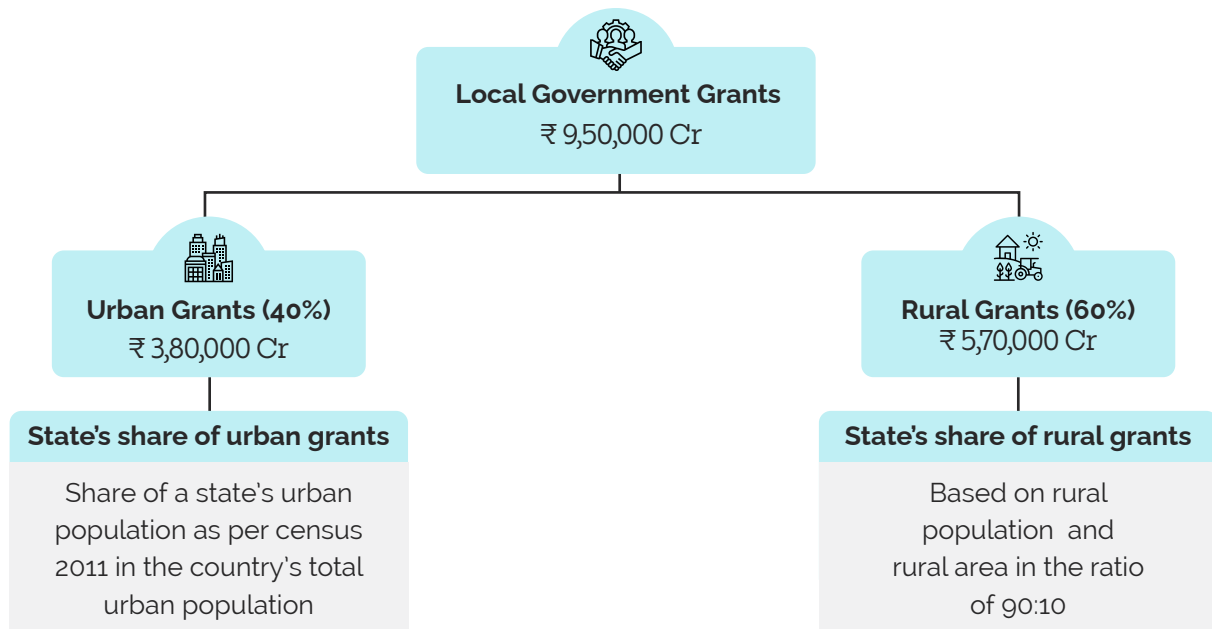 Local Government Grants
₹ 9,50,000 Cr
Urban Grants (40%)
₹ 3,80,000 Cr
State’s share of urban grants
Share of a state’s urban
population as per census
2011 in the country’s total
urban population
Rural Grants (60%)
₹ 5,70,000 Cr
State’s share of rural grants
Based on rural
population and
rural area in the ratio
of 90:10